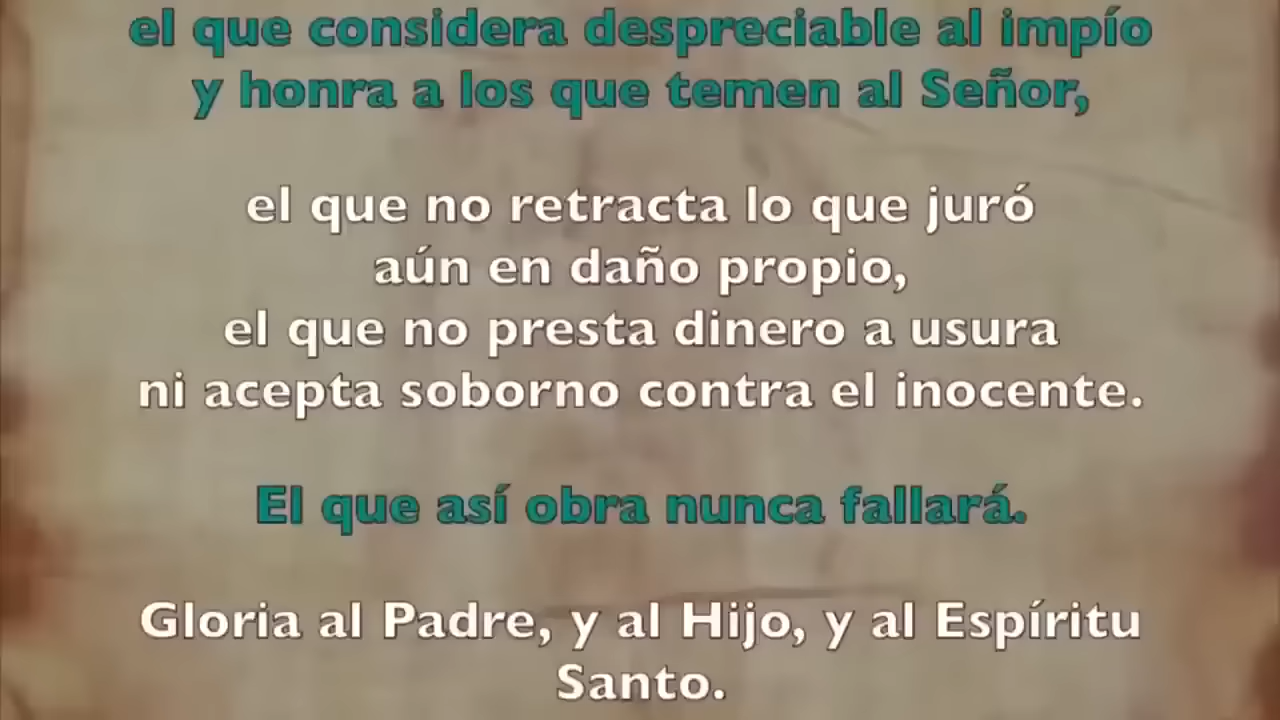 el que considera despreciable al impío
y honra a los que temen al Señor,
el que no retracta lo que juró
aún en daño propio,
el que no presta dinero a usura
ni acepta soborno contra el inocente.
El que así obra nunca fallará.
Gloria al Padre, y al Hijo, y al Espíritu
Santo.